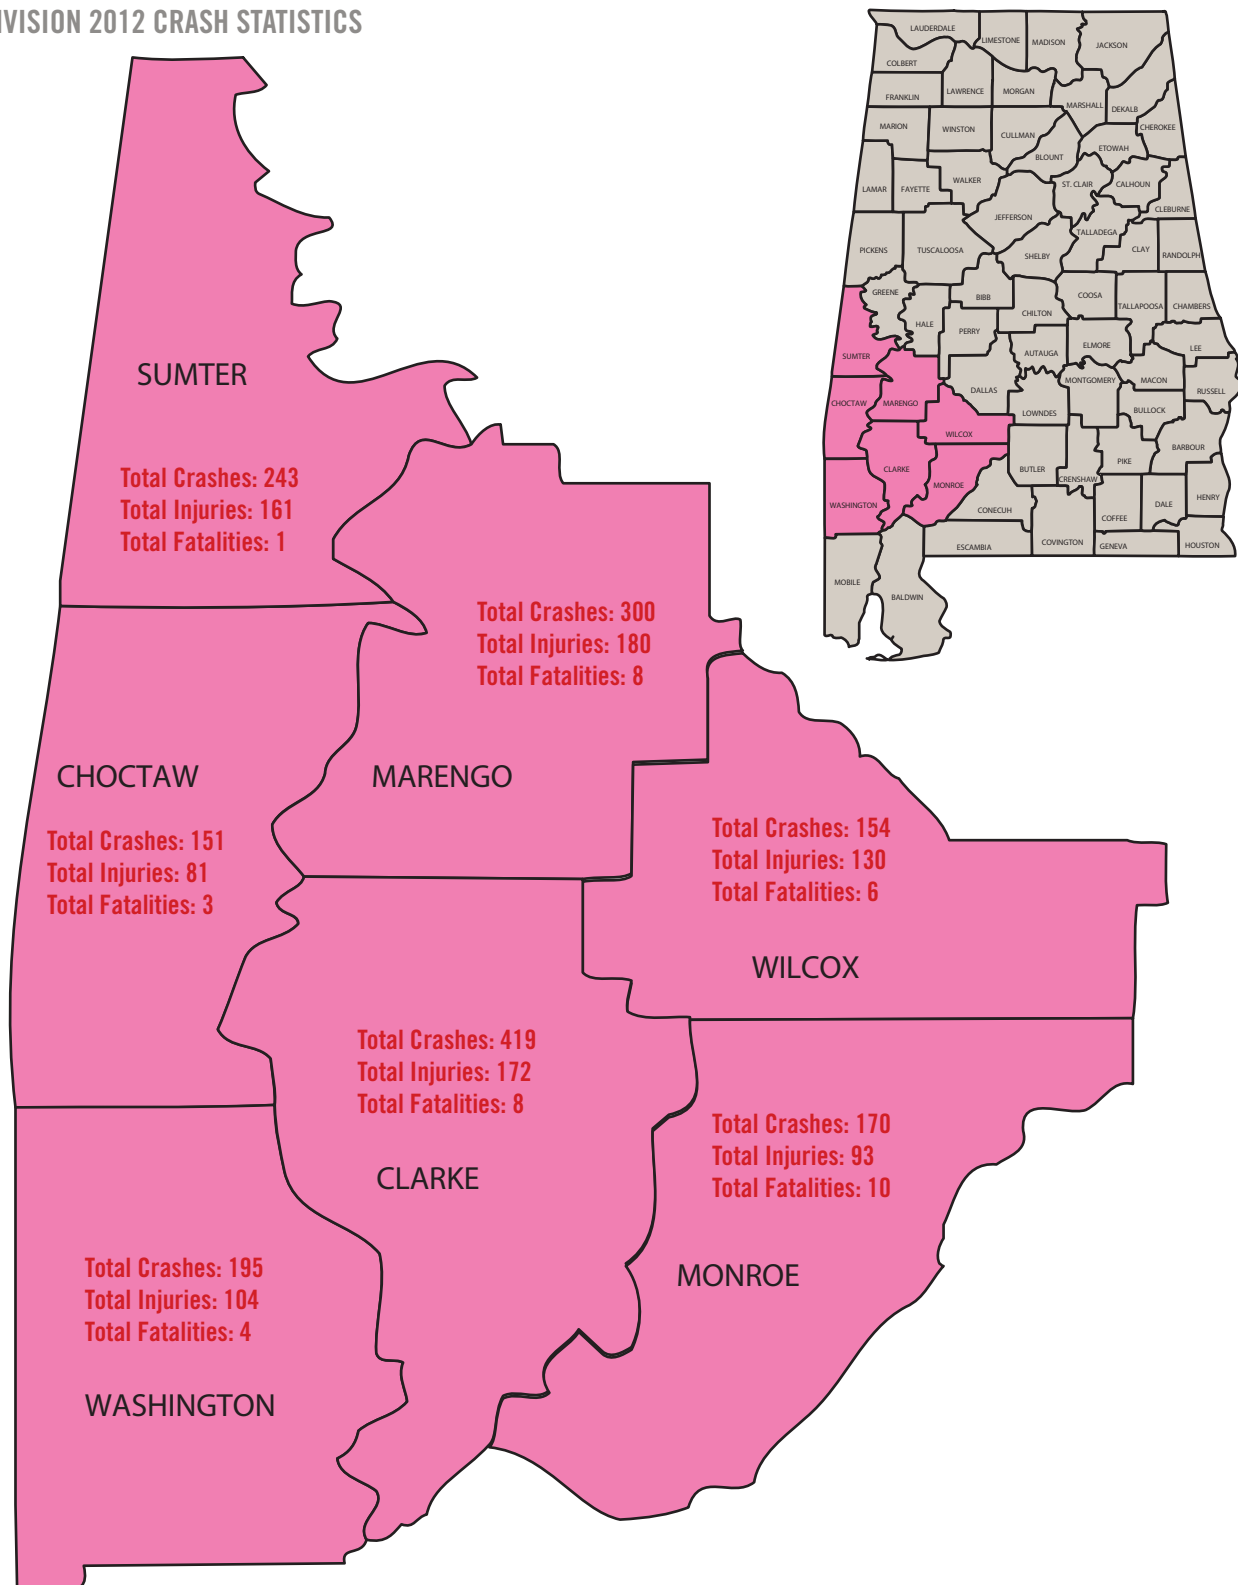 IVISION 2012 CRASH STATISTICS
SUMTER
Total Crashes: 243
Total Injuries: 161
Total Fatalities: 1
Total Crashes: 300
Total Injuries: 180
Total Fatalities: 8
MARENGO
CHOCTAW
Total Crashes: 151
Total Injuries: 81
Total Fatalities: 3
Total Crashes: 154
Total Injuries: 130
Total Fatalities: 6
WILCOX
Total Crashes: 419
Total Injuries: 172
Total Fatalities: 8
CLARKE
Total Crashes: 170
Total Injuries: 93
Total Fatalities: 10
MONROE
Total Crashes: 195
Total Injuries: 104
Total Fatalities: 4
WASHINGTON
LAUDERDALE
LIMESTONE
MADISON
JACKSON
COLBERT
FRANKLIN
LAWRENCE
MORGAN
MARSHALL
DEKALB
CHEROKEE
MARION
WINSTON
CULLMAN
BLOUNT
ETOWAH
LAMAR
FAYETTE
WALKER
ST. CLAIR
CALHOUN
CLEBURNE
JEFFERSON
TALLADEGA
PICKENS
TUSCALOOSA
SHELBY
CLAY
RANDOLPH
GREENE
HALE
BIBB
PERRY
CHILTON
COOSA
TALLAPOOSA
CHAMBERS
SUMTER
AUTAUGA
ELMORE
LEE
CHOCTAW
MARENGO
DALLAS
LOWNDES
MONTGOMERY
MACON
RUSSELL
BULLOCK
WILCOX
CLARKE
MONROE
BUTLER
CRENSHAW
PIKE
BARBOUR
WASHINGTON
CONECUH
COFFEE
DALE
HENRY
ESCAMBIA
COVINGTON
GENEVA
HOUSTON
MOBILE
BALDWIN